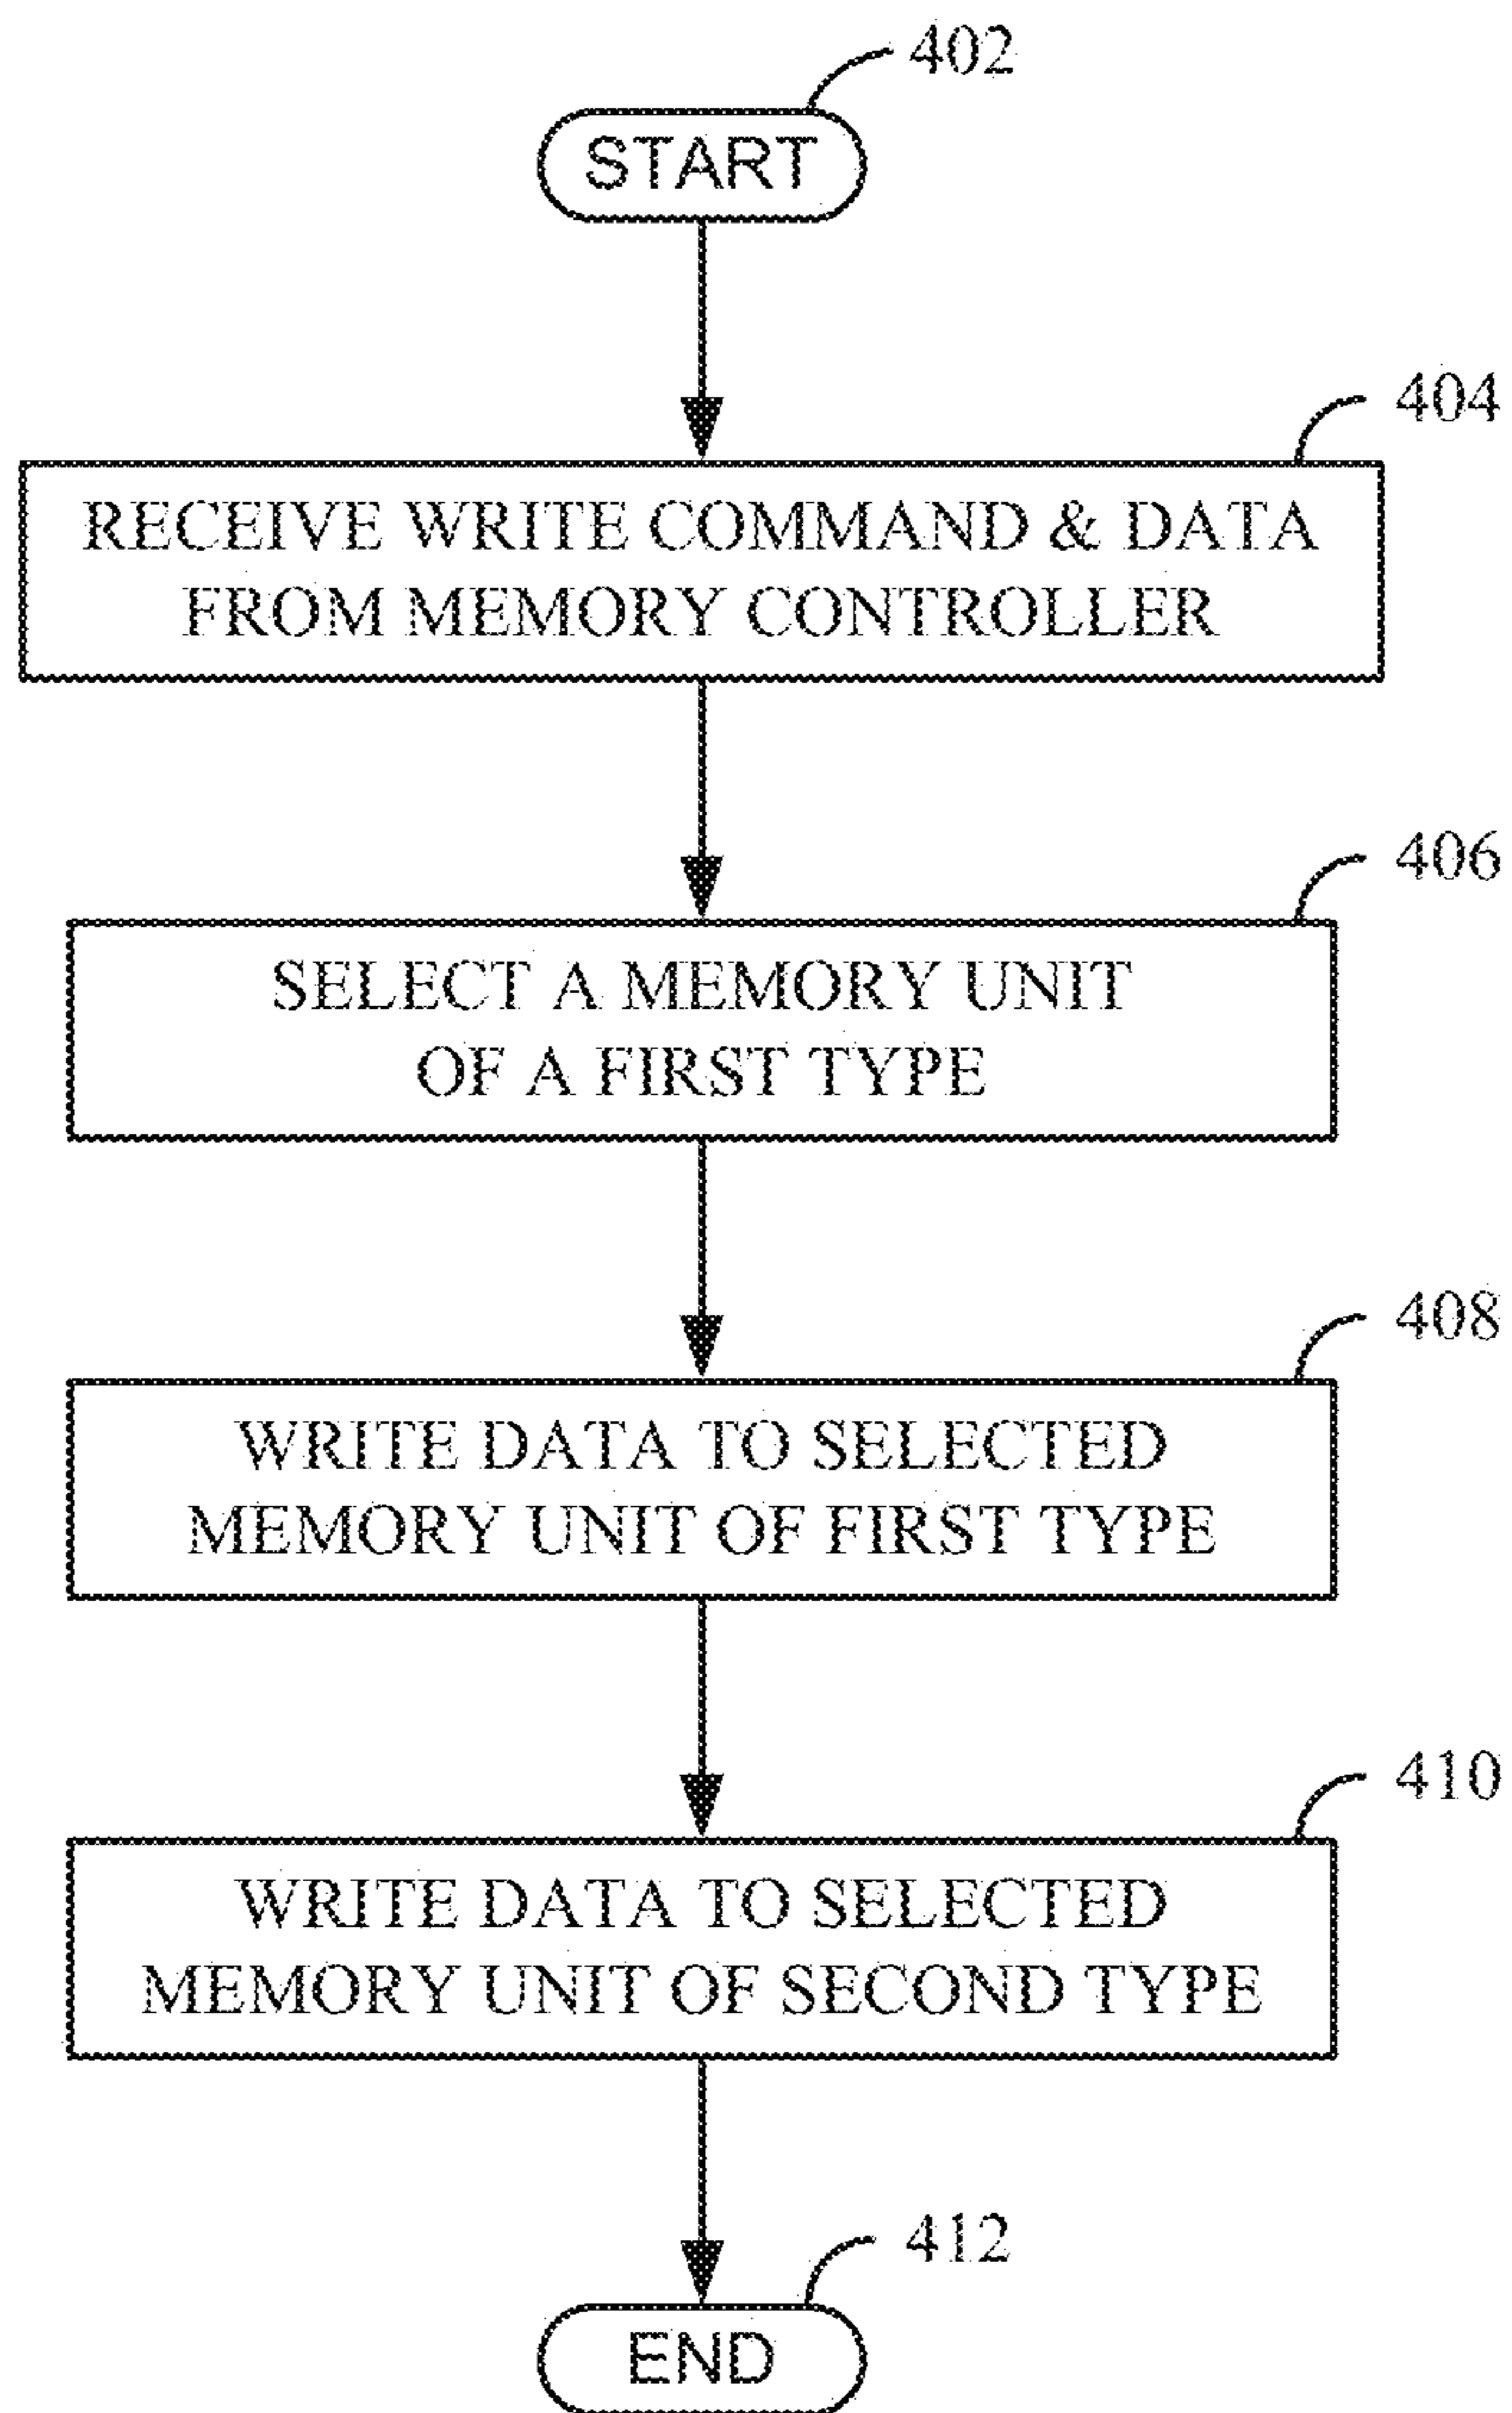 402
START
404
RECEIVE WRITE COMMAND & DATA
FROM MEMORY CONTROLLER
406
SELECT A MEMORY UNIT
OF A FIRST TYPE
408
WRITE DATA TO SELECTED
MEMORY UNIT OF FIRST TYPE
410
WRITE DATA TO SELECTED
MEMORY UNIT OF SECOND TYPE
412
END